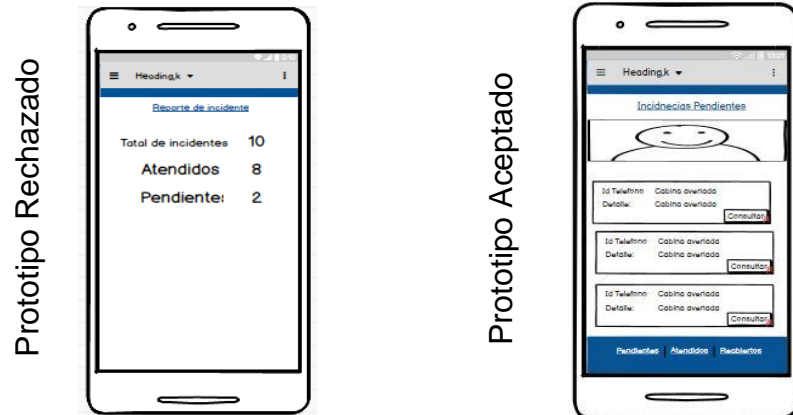 Prototipo Rechazado
Heading,k
Reporte de incidente
Total de incidentes 10
Atendidos 8
Pendientes 2
Prototipo Aceptado
Heading,k
Incidnecias Pendientes
Id Telefono Cabina averiada
Detalle: Cabina averiada
Consultar
Id Telefono Cabina averiada
Detalle: Cabina averiada
Consultar
Id Telefono Cabina averiada
Detalle: Cabina averiada
Consultar
Pendientes | Atendidos | Reabiertos